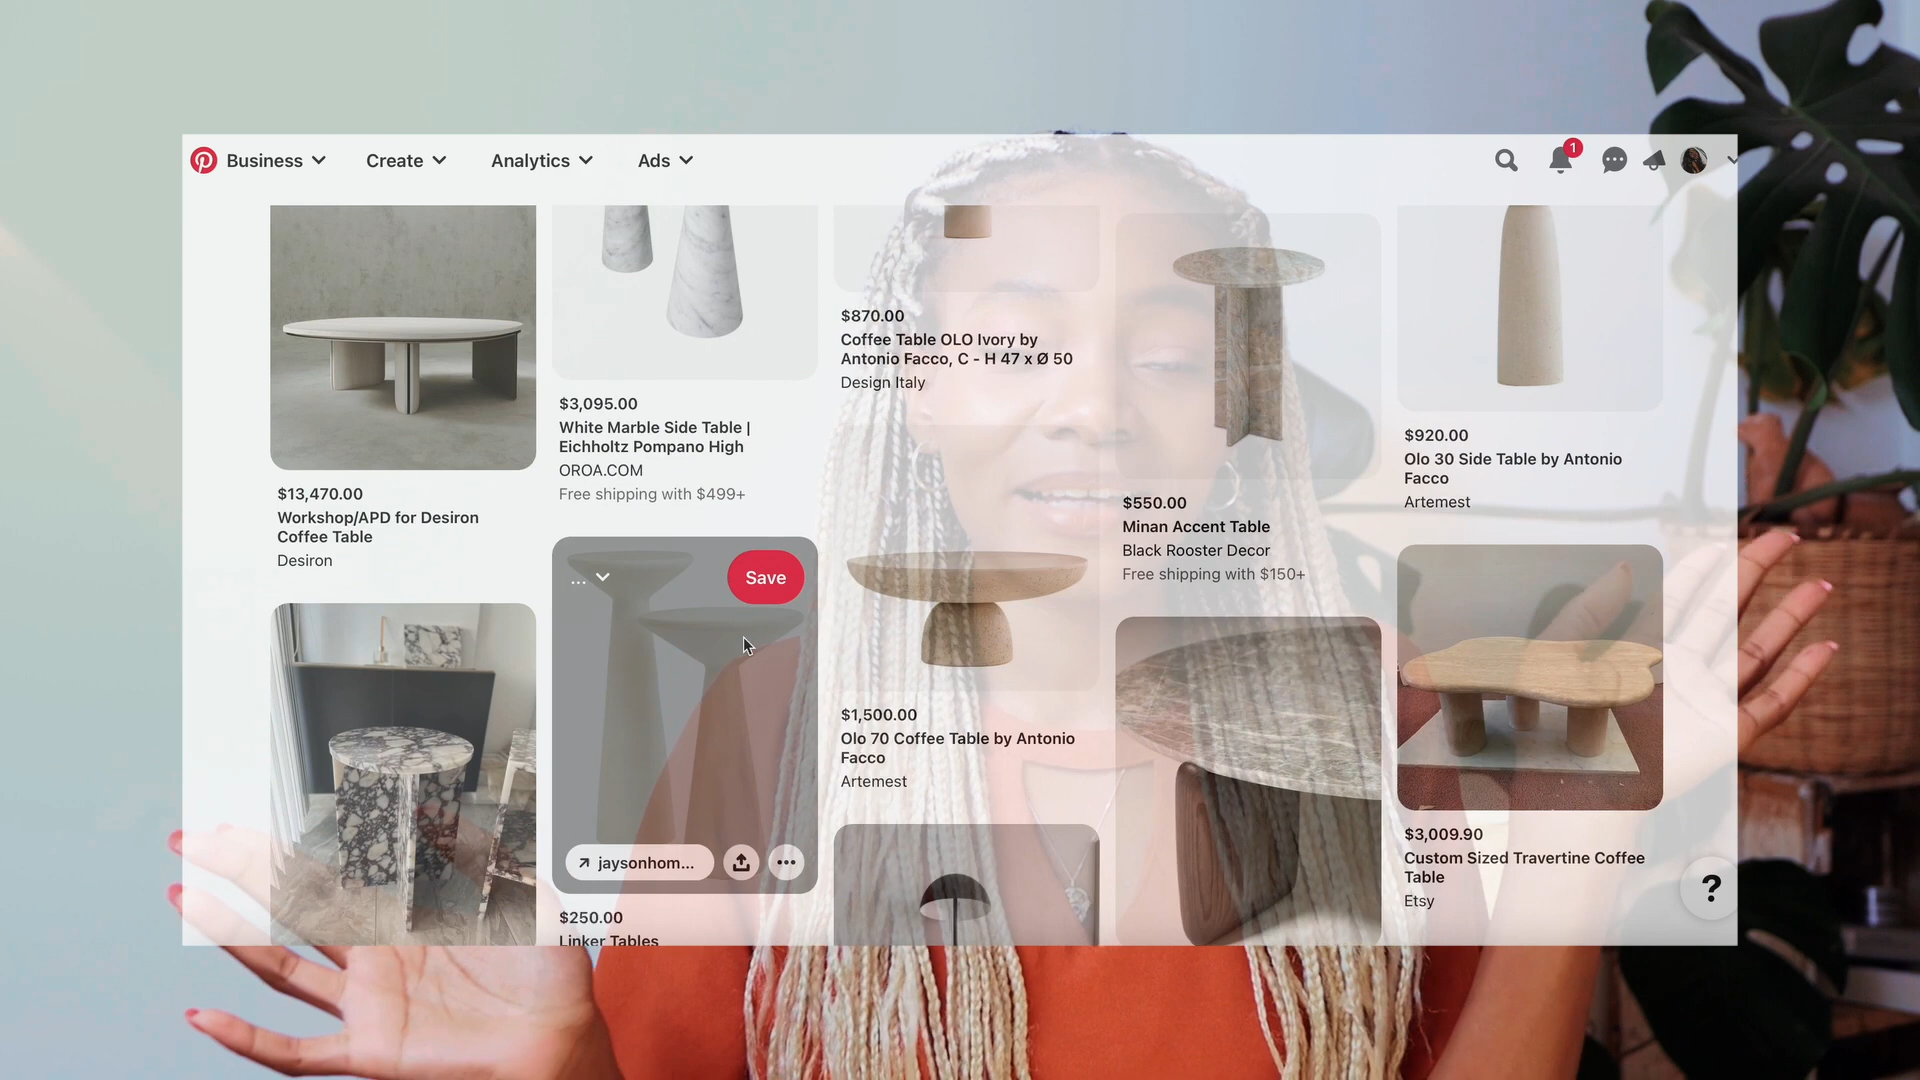 Business
Create
Analytics
Ads
1
$13,470.00
Workshop/APD for Desiron
Coffee Table
Desiron
$3,095.00
White Marble Side Table |
Eichholtz Pompano High
OROA.COM
Free shipping with $499+
...
Save
jaysonhom...
$250.00
Linker Tables
$870.00
Coffee Table OLO Ivory by
Antonio Facco, C - H 47 x Ø 50
Design Italy
$1,500.00
Olo 70 Coffee Table by Antonio
Facco
Artemest
$550.00
Minan Accent Table
Black Rooster Decor
Free shipping with $150+
$920.00
Olo 30 Side Table by Antonio
Facco
Artemest
$3,009.90
Custom Sized Travertine Coffee
Table
Etsy
?